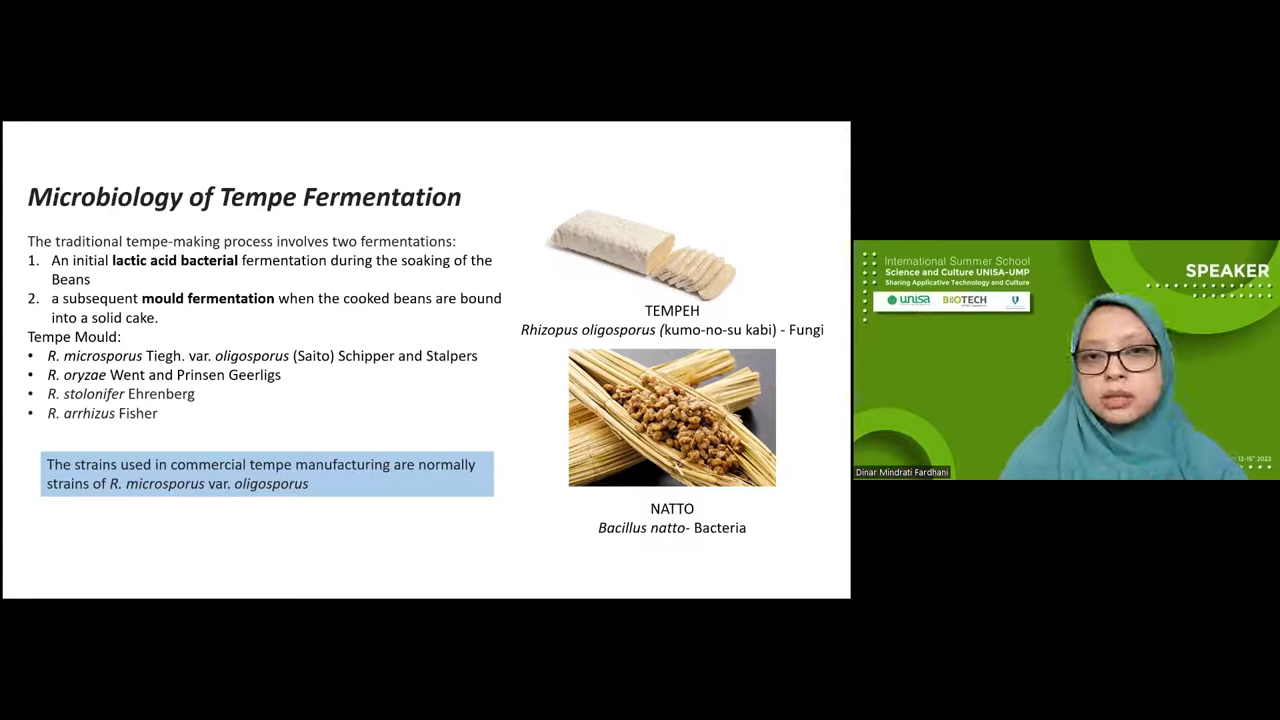 Microbiology of Tempe Fermentation
The traditional tempe-making process involves two fermentations:
1. An initial lactic acid bacterial fermentation during the soaking of the
Beans
2. a subsequent mould fermentation when the cooked beans are bound
into a solid cake.
Tempe Mould:
• R. microsporus Tiegh. var. oligosporus (Saito) Schipper and Stalpers
• R. oryzae Went and Prinsen Geerligs
• R. stolonifer Ehrenberg
• R. arrhizus Fisher
The strains used in commercial tempe manufacturing are normally
strains of R. microsporus var. oligosporus
TEMPEH
Rhizopus oligosporus (kumo-no-su kabi) - Fungi
NATTO
Bacillus natto- Bacteria
International Summer School
Science and Culture UNISA-UMP
Sharing Applicative Technology and Culture
unisa
BIOTECH
SPEAKER
12-15
2022
Dinar Mindrati Fardhani